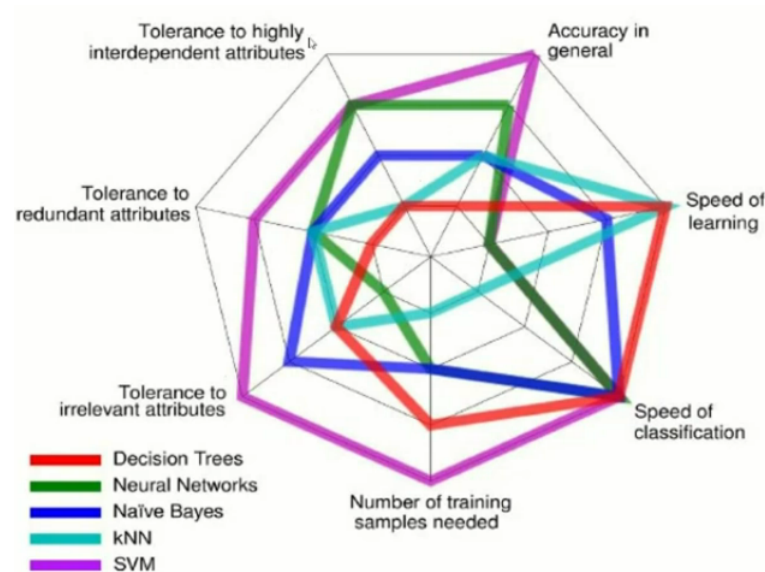 Tolerance to highly
interdependent attributes
Accuracy in
general
Tolerance to
redundant attributes
Speed of
learning
Tolerance to
irrelevant attributes
Speed of
classification
Number of training
samples needed
Decision Trees
Neural Networks
Naïve Bayes
kNN
SVM